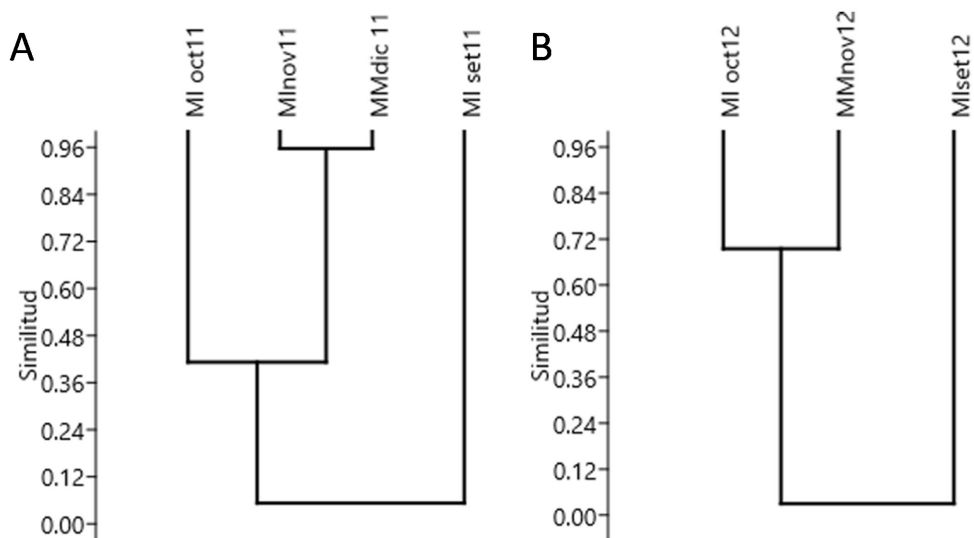 A
MI oct11
MInov11
MMdic 11
MI set11
Similitud
0.96
0.84
0.72
0.60
0.48
0.36
0.24
0.12
0.00
B
MI oct12
MMnov12
MIset12
Similitud
0.96
0.84
0.72
0.60
0.48
0.36
0.24
0.12
0.00